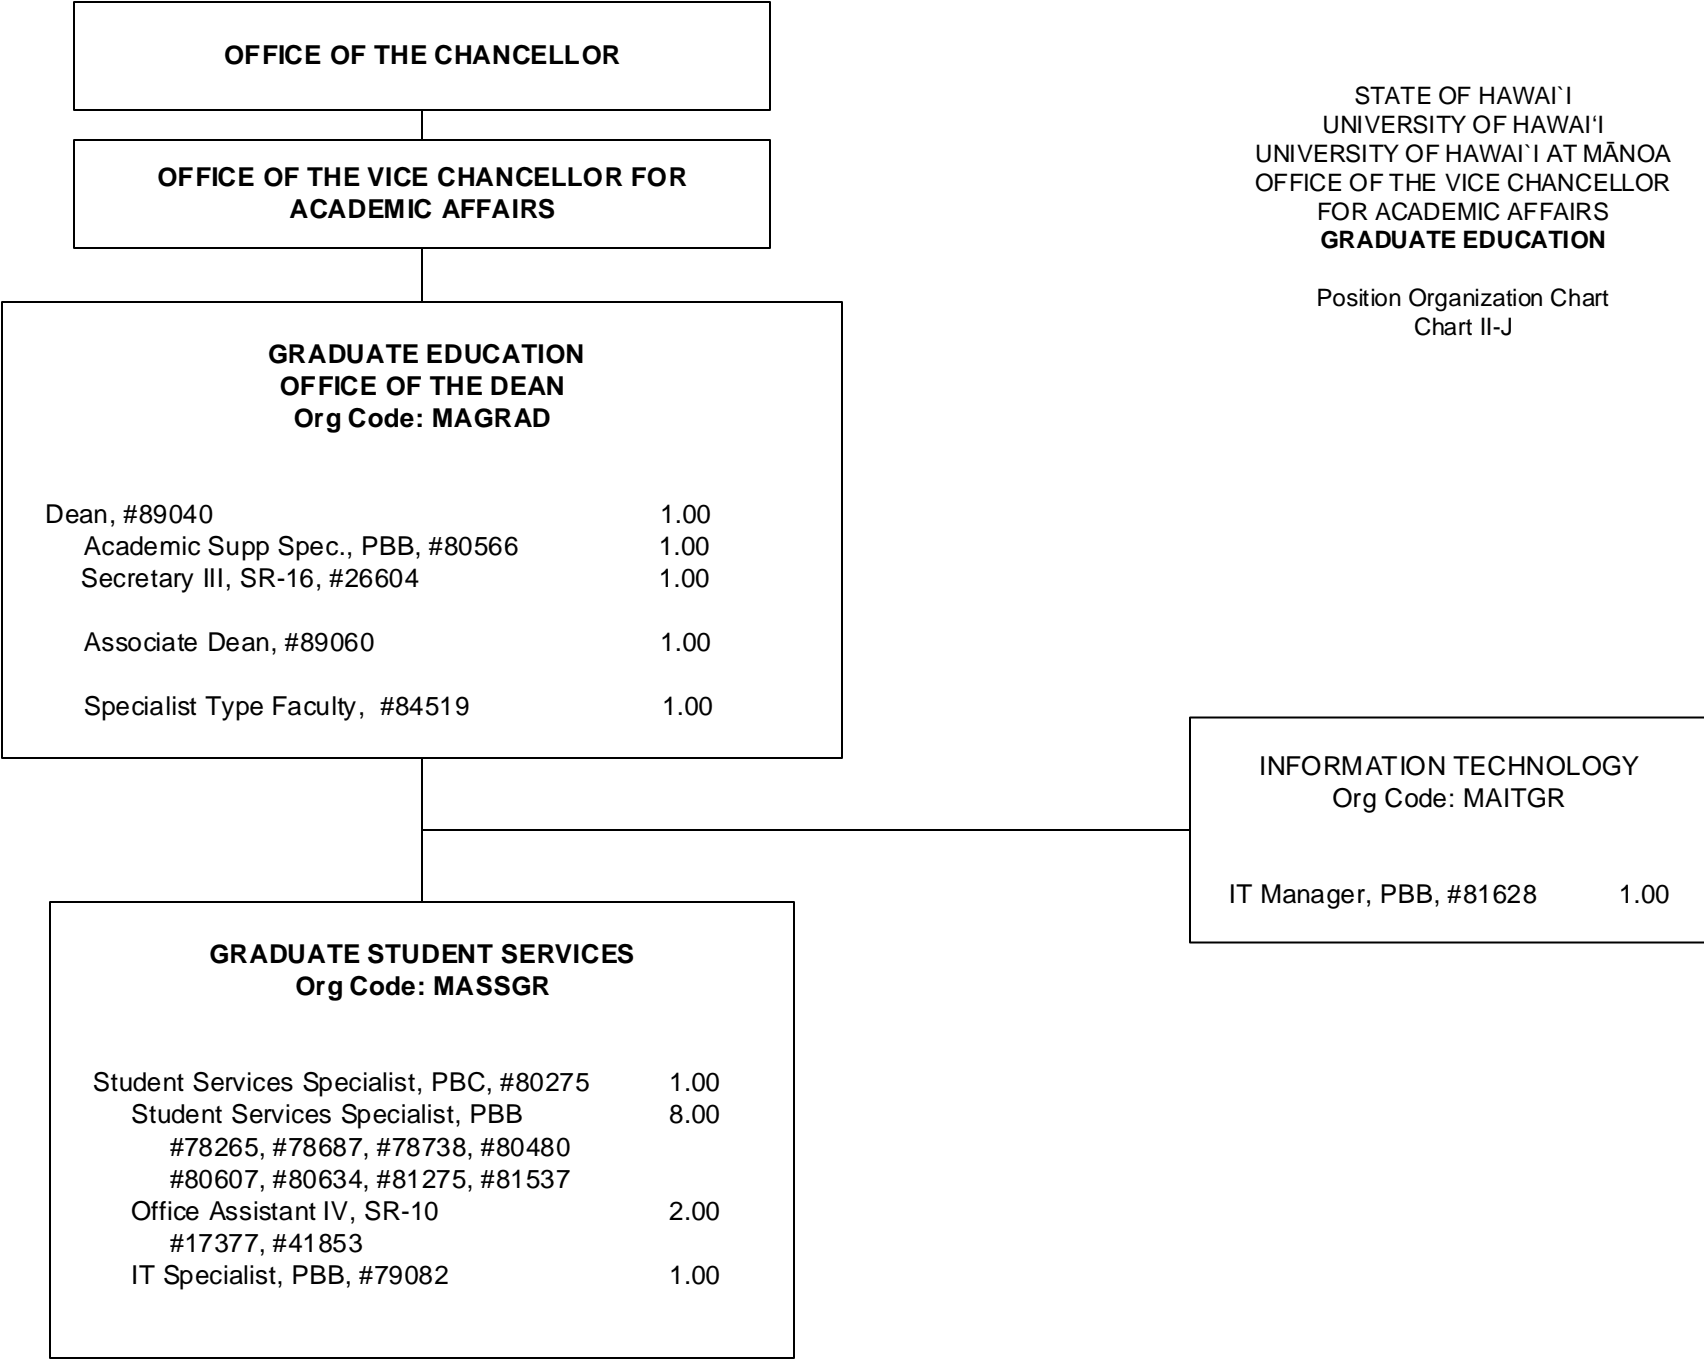 OFFICE OF THE CHANCELLOR
OFFICE OF THE VICE CHANCELLOR FOR
ACADEMIC AFFAIRS
STATE OF HAWAI`I
UNIVERSITY OF HAWAI‘I
UNIVERSITY OF HAWAI`I AT MĀNOA
OFFICE OF THE VICE CHANCELLOR
FOR ACADEMIC AFFAIRS
GRADUATE EDUCATION
Position Organization Chart
Chart II-J
GRADUATE EDUCATION
OFFICE OF THE DEAN
Org Code: MAGRAD
Dean, #89040 1.00
Academic Supp Spec., PBB, #80566 1.00
Secretary III, SR-16, #26604 1.00
Associate Dean, #89060 1.00
Specialist Type Faculty, #84519 1.00
INFORMATION TECHNOLOGY
Org Code: MAITGR
IT Manager, PBB, #81628 1.00
GRADUATE STUDENT SERVICES
Org Code: MASSGR
Student Services Specialist, PBC, #80275 1.00
Student Services Specialist, PBB 8.00
#78265, #78687, #78738, #80480
#80607, #80634, #81275, #81537
Office Assistant IV, SR-10 2.00
#17377, #41853
IT Specialist, PBB, #79082 1.00